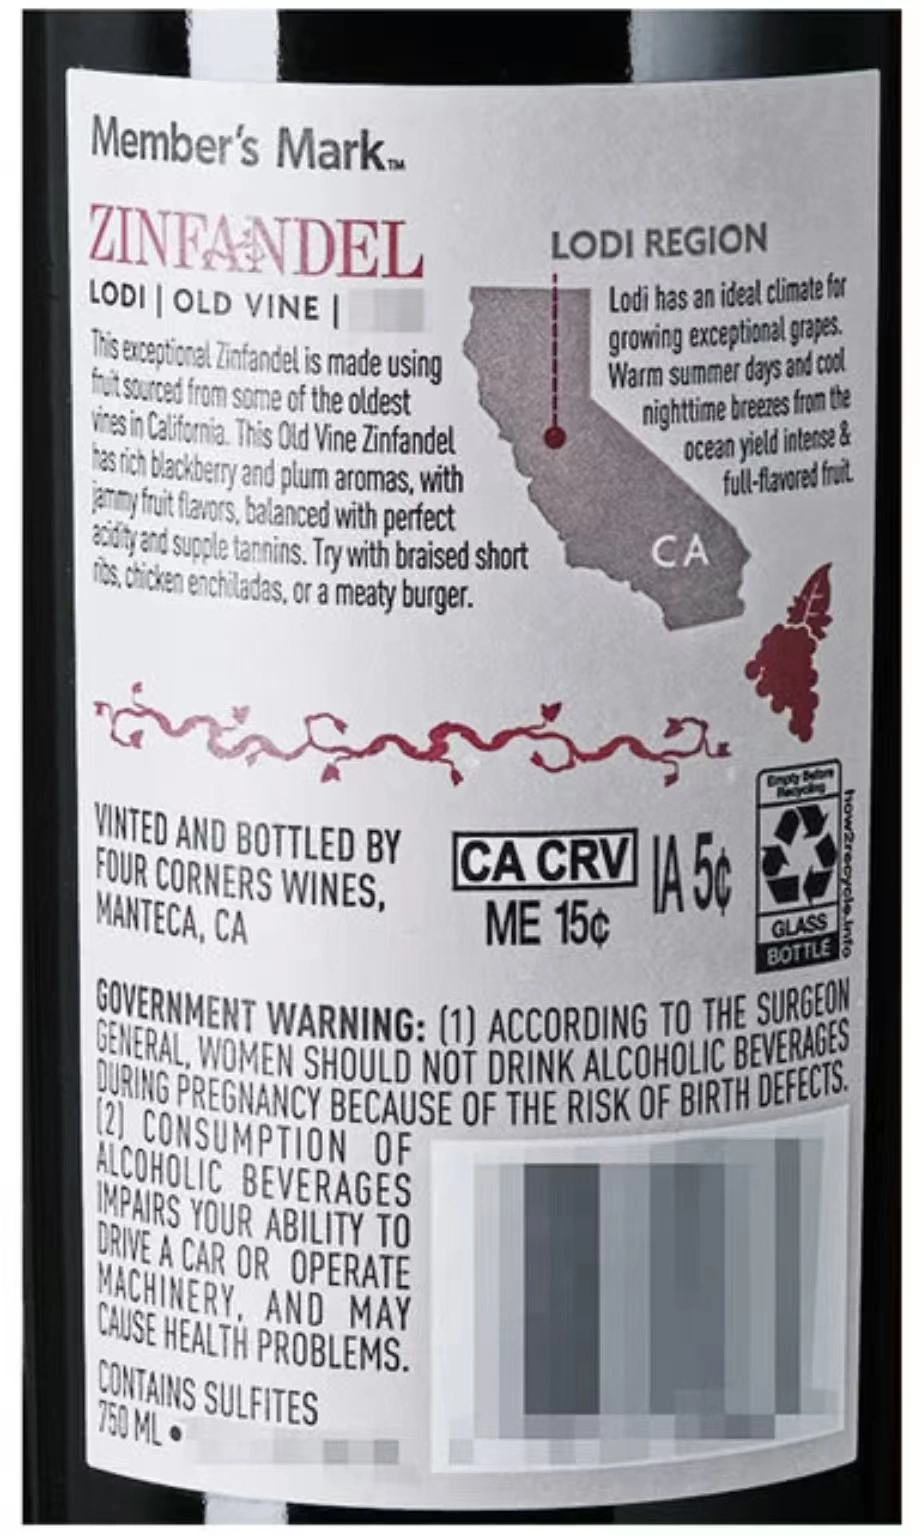 Member's Mark™
ZINFANDEL
LODI | OLD VINE |
This exceptional Zinfandel is made using
fruit sourced from some of the oldest
vines in California. This Old Vine Zinfandel
has rich blackberry and plum aromas, with
jammy fruit flavors, balanced with perfect
acidity and supple tannins. Try with braised short
ribs, chicken enchiladas, or a meaty burger.
LODI REGION
Lodi has an ideal climate for
growing exceptional grapes.
Warm summer days and cool
nighttime breezes from the
ocean yield intense &
full-flavored fruit.
CA
VINTED AND BOTTLED BY
FOUR CORNERS WINES,
MANTECA, CA
CA CRV
ME 15¢
IA 5¢
Empty Before
Recycling
GLASS
BOTTLE
how2recycle.info
GOVERNMENT WARNING: (1) ACCORDING TO THE SURGEON
GENERAL, WOMEN SHOULD NOT DRINK ALCOHOLIC BEVERAGES
DURING PREGNANCY BECAUSE OF THE RISK OF BIRTH DEFECTS.
(2) CONSUMPTION OF
ALCOHOLIC BEVERAGES
IMPAIRS YOUR ABILITY TO
DRIVE A CAR OR OPERATE
MACHINERY, AND MAY
CAUSE HEALTH PROBLEMS.
CONTAINS SULFITES
750 ML •